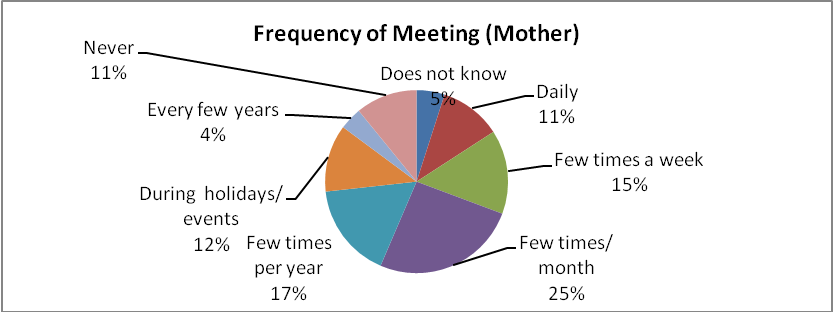 Frequency of Meeting (Mother)
Never
11%
Does not know
5%
Daily
11%
Every few years
4%
Few times a week
15%
During holidays/
events
12%
Few times
per year
17%
Few times/
month
25%